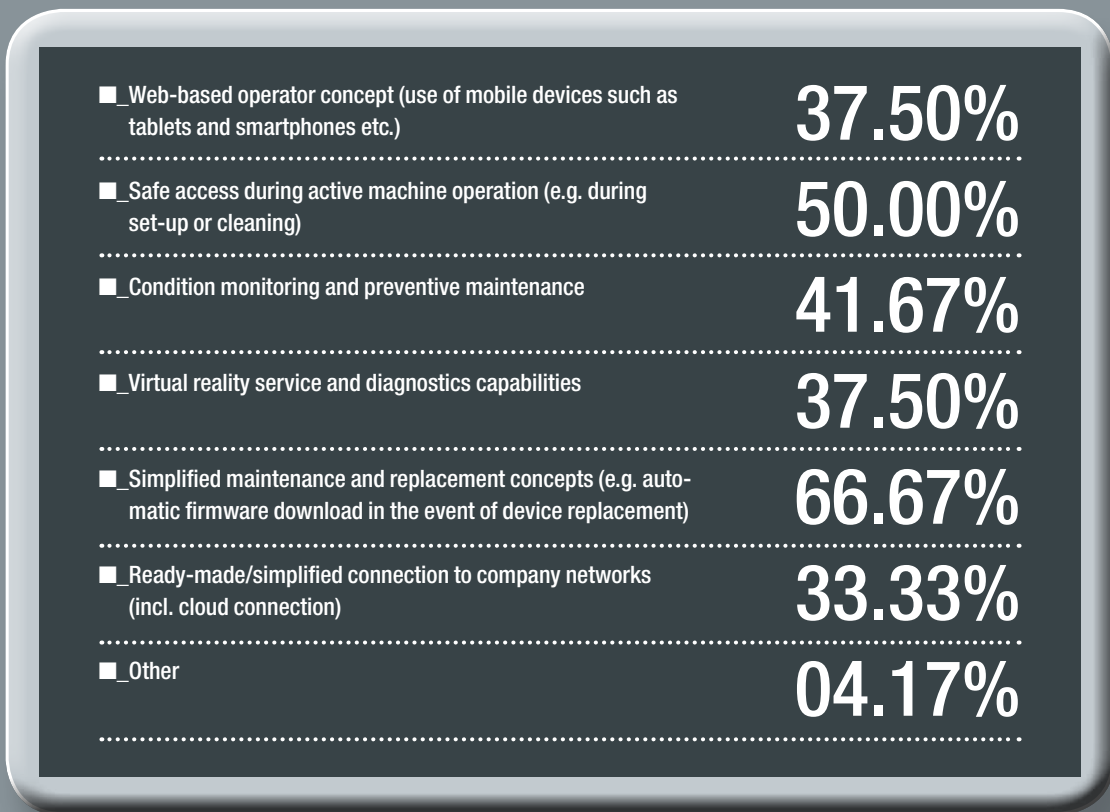 ■_Web-based operator concept (use of mobile devices such as
tablets and smartphones etc.)
37.50%
■_Safe access during active machine operation (e.g. during
set-up or cleaning)
50.00%
■_Condition monitoring and preventive maintenance
41.67%
■_Virtual reality service and diagnostics capabilities
37.50%
■_Simplified maintenance and replacement concepts (e.g. auto-
matic firmware download in the event of device replacement)
66.67%
■_Ready-made/simplified connection to company networks
(incl. cloud connection)
33.33%
■_Other
04.17%